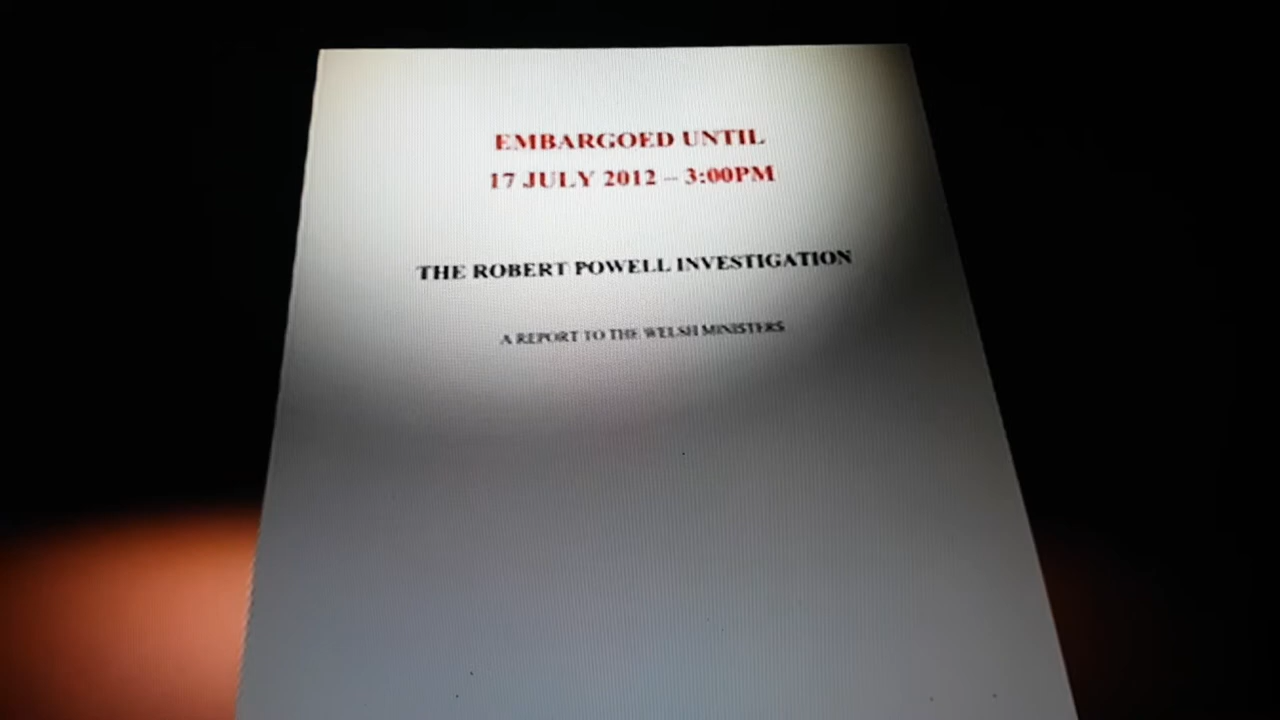 EMBARGOED UNTIL
17 JULY 2012 – 3:00PM
THE ROBERT POWELL INVESTIGATION
A REPORT TO THE WELSH MINISTERS